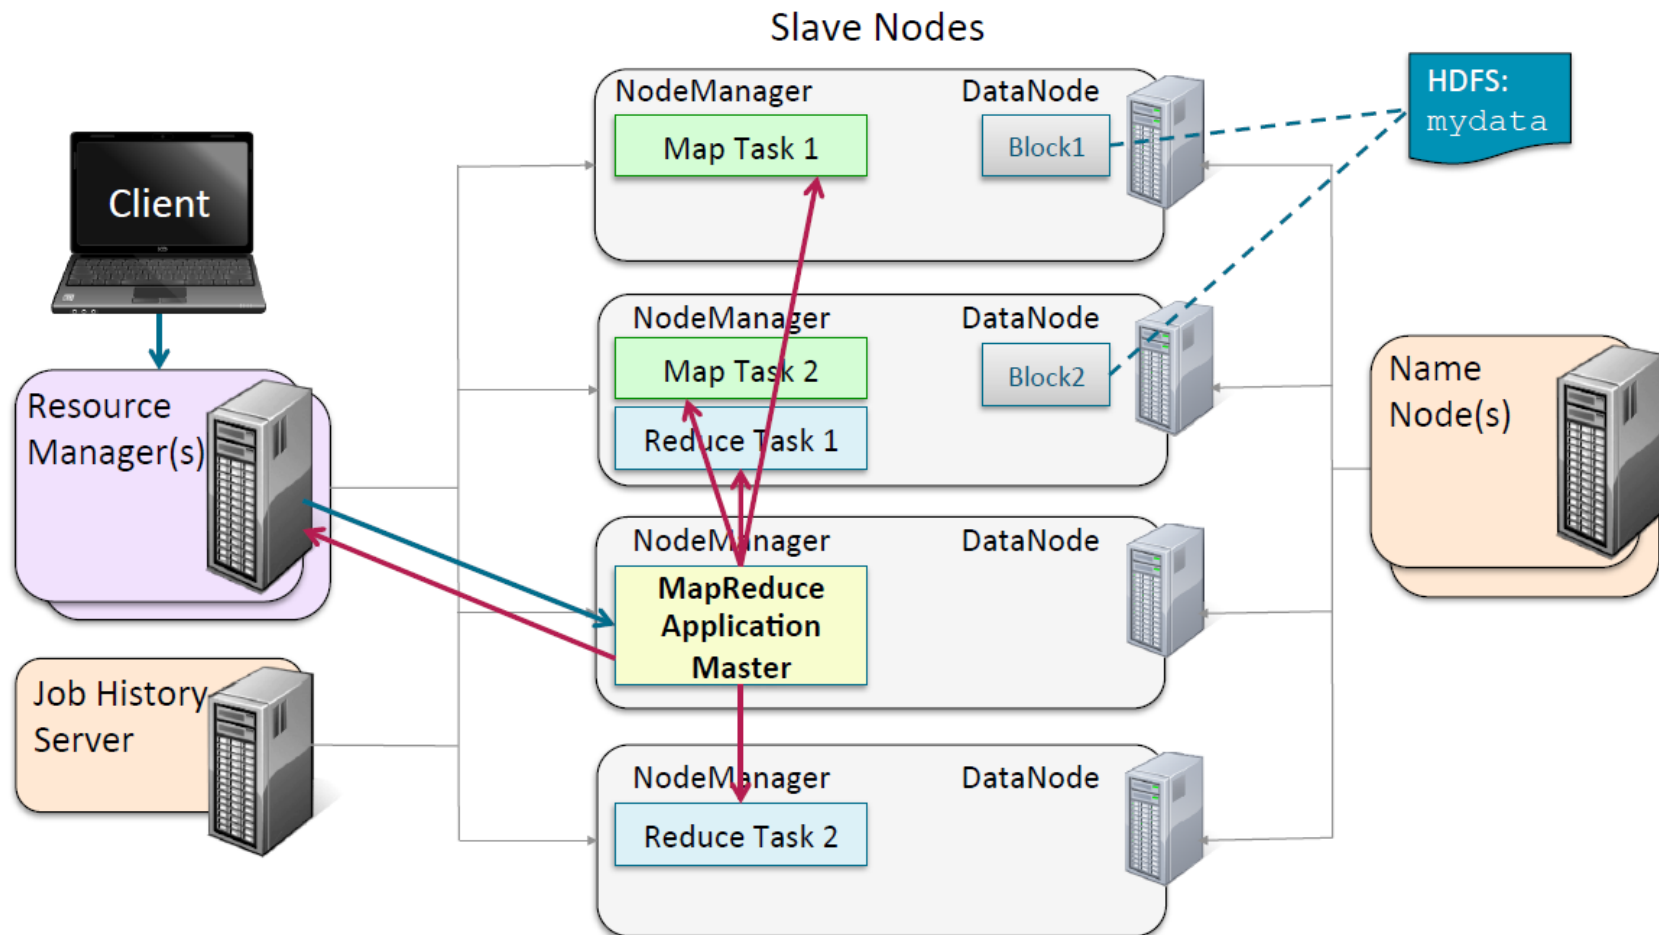 Slave Nodes
Client
Resource
Manager(s)
Job History
Server
NodeManager
DataNode
Map Task 1
Block1
NodeManager
DataNode
Map Task 2
Block2
Reduce Task 1
NodeManager
DataNode
MapReduce
Application
Master
NodeManager
DataNode
Reduce Task 2
HDFS:
mydata
Name
Node(s)